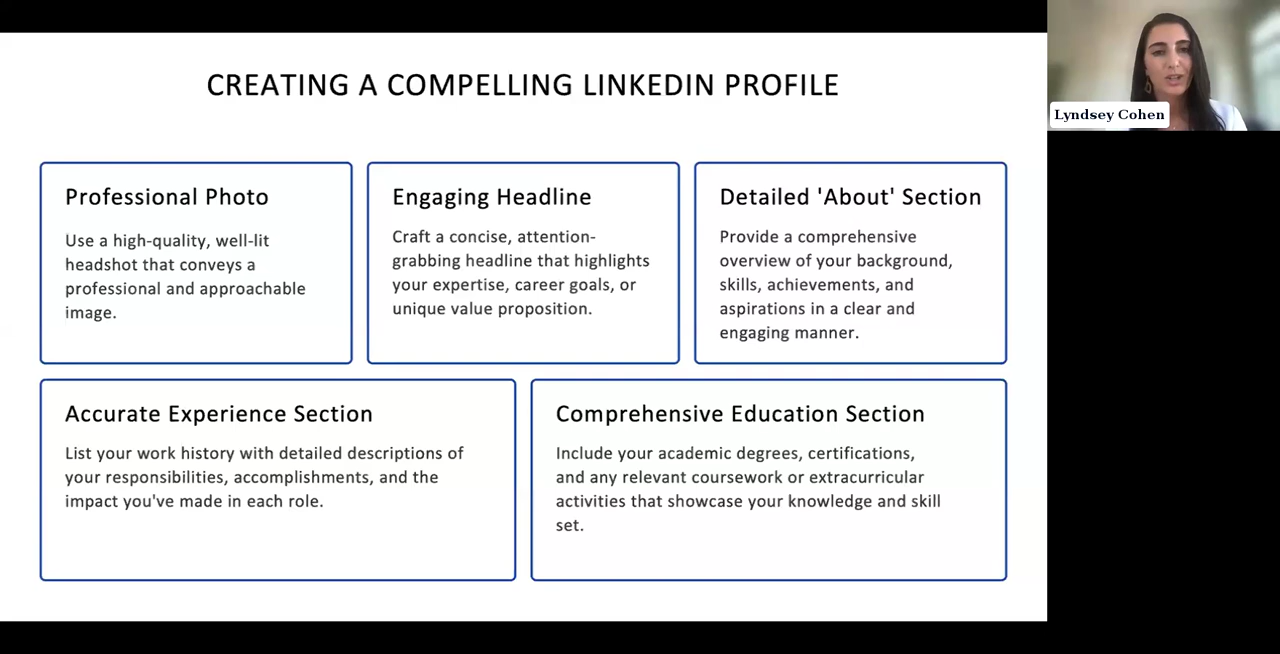 CREATING A COMPELLING LINKEDIN PROFILE
Lyndsey Cohen
Professional Photo
Use a high-quality, well-lit
headshot that conveys a
professional and approachable
image.
Engaging Headline
Craft a concise, attention-
grabbing headline that highlights
your expertise, career goals, or
unique value proposition.
Detailed 'About' Section
Provide a comprehensive
overview of your background,
skills, achievements, and
aspirations in a clear and
engaging manner.
Accurate Experience Section
List your work history with detailed descriptions of
your responsibilities, accomplishments, and the
impact you've made in each role.
Comprehensive Education Section
Include your academic degrees, certifications,
and any relevant coursework or extracurricular
activities that showcase your knowledge and skill
set.